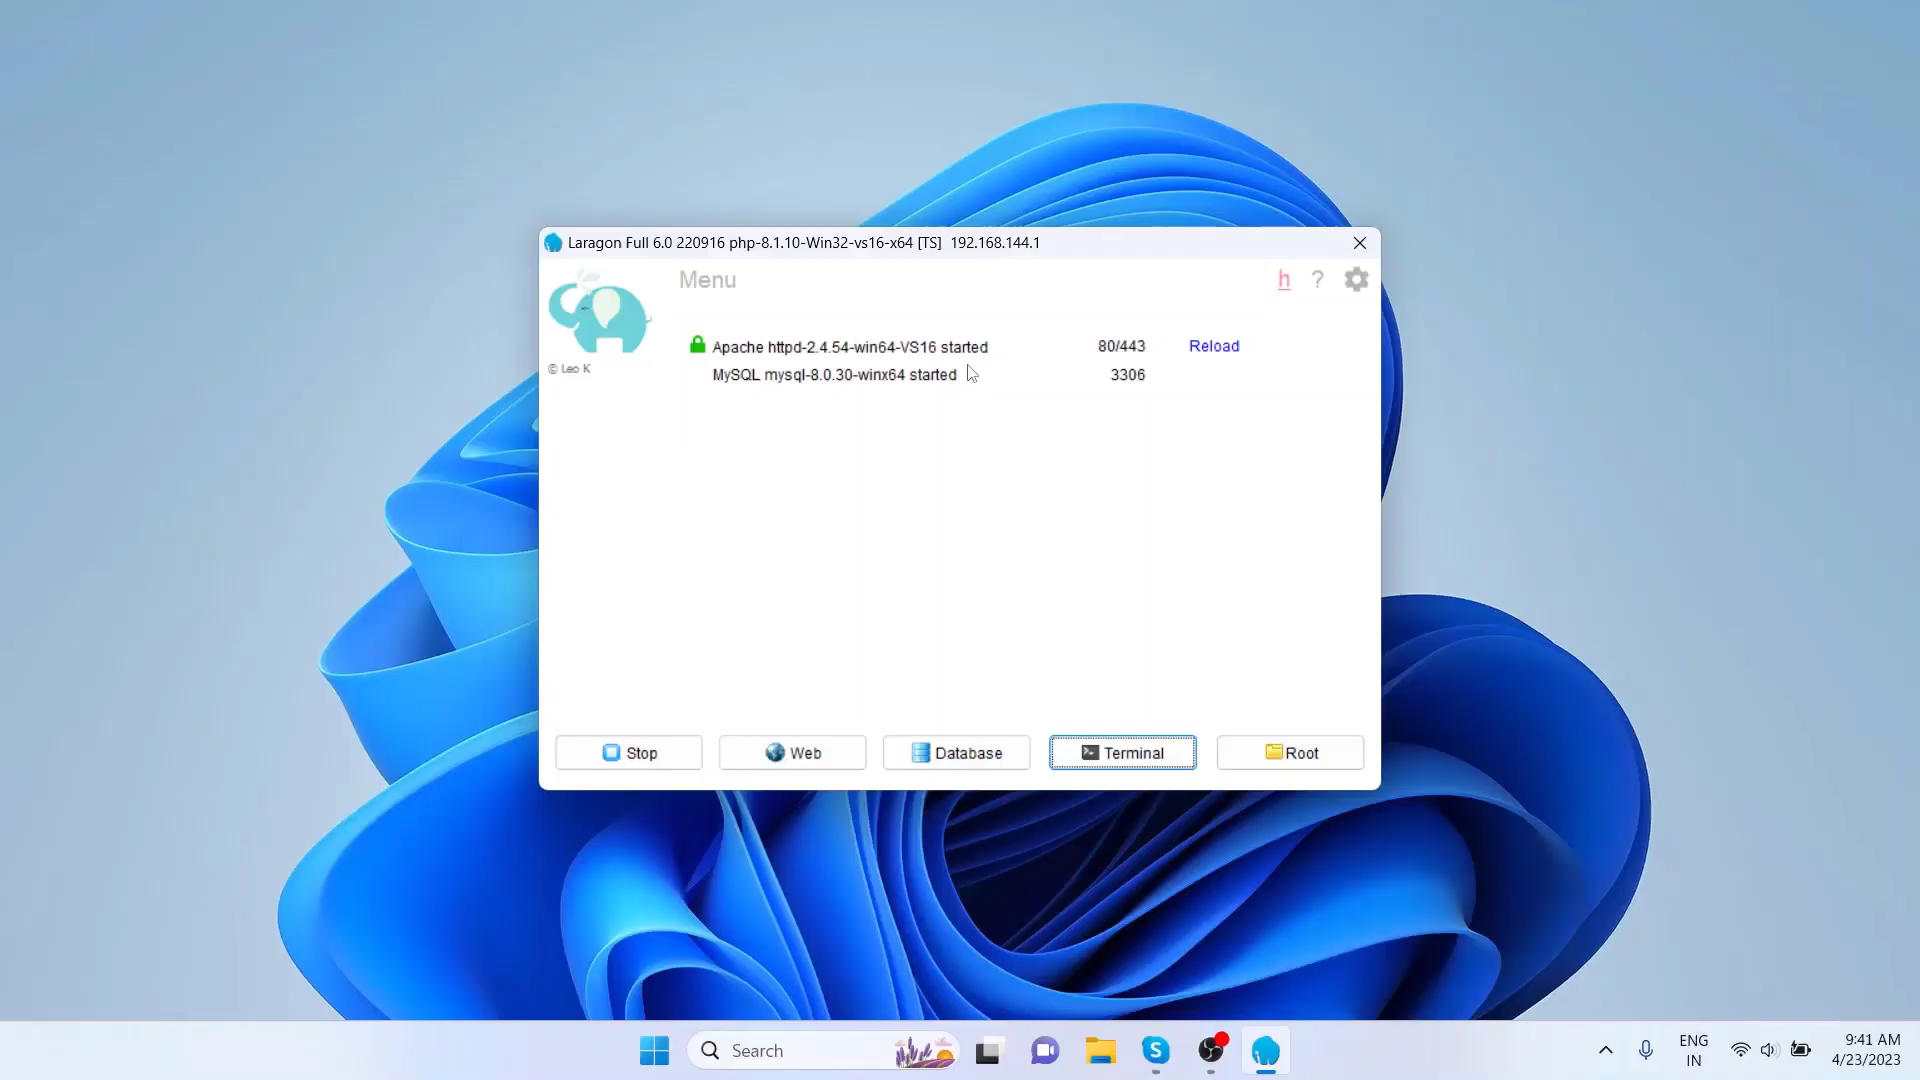 Laragon Full 6.0 220916 php-8.1.10-Win32-vs16-x64 [TS] 192.168.144.1
Menu
h ?
© Leo K
Apache httpd-2.4.54-win64-VS16 started 80/443 Reload
MySQL mysql-8.0.30-winx64 started 3306
Stop Web Database Terminal Root
Search
S
ENG
IN
9:41 AM
4/23/2023